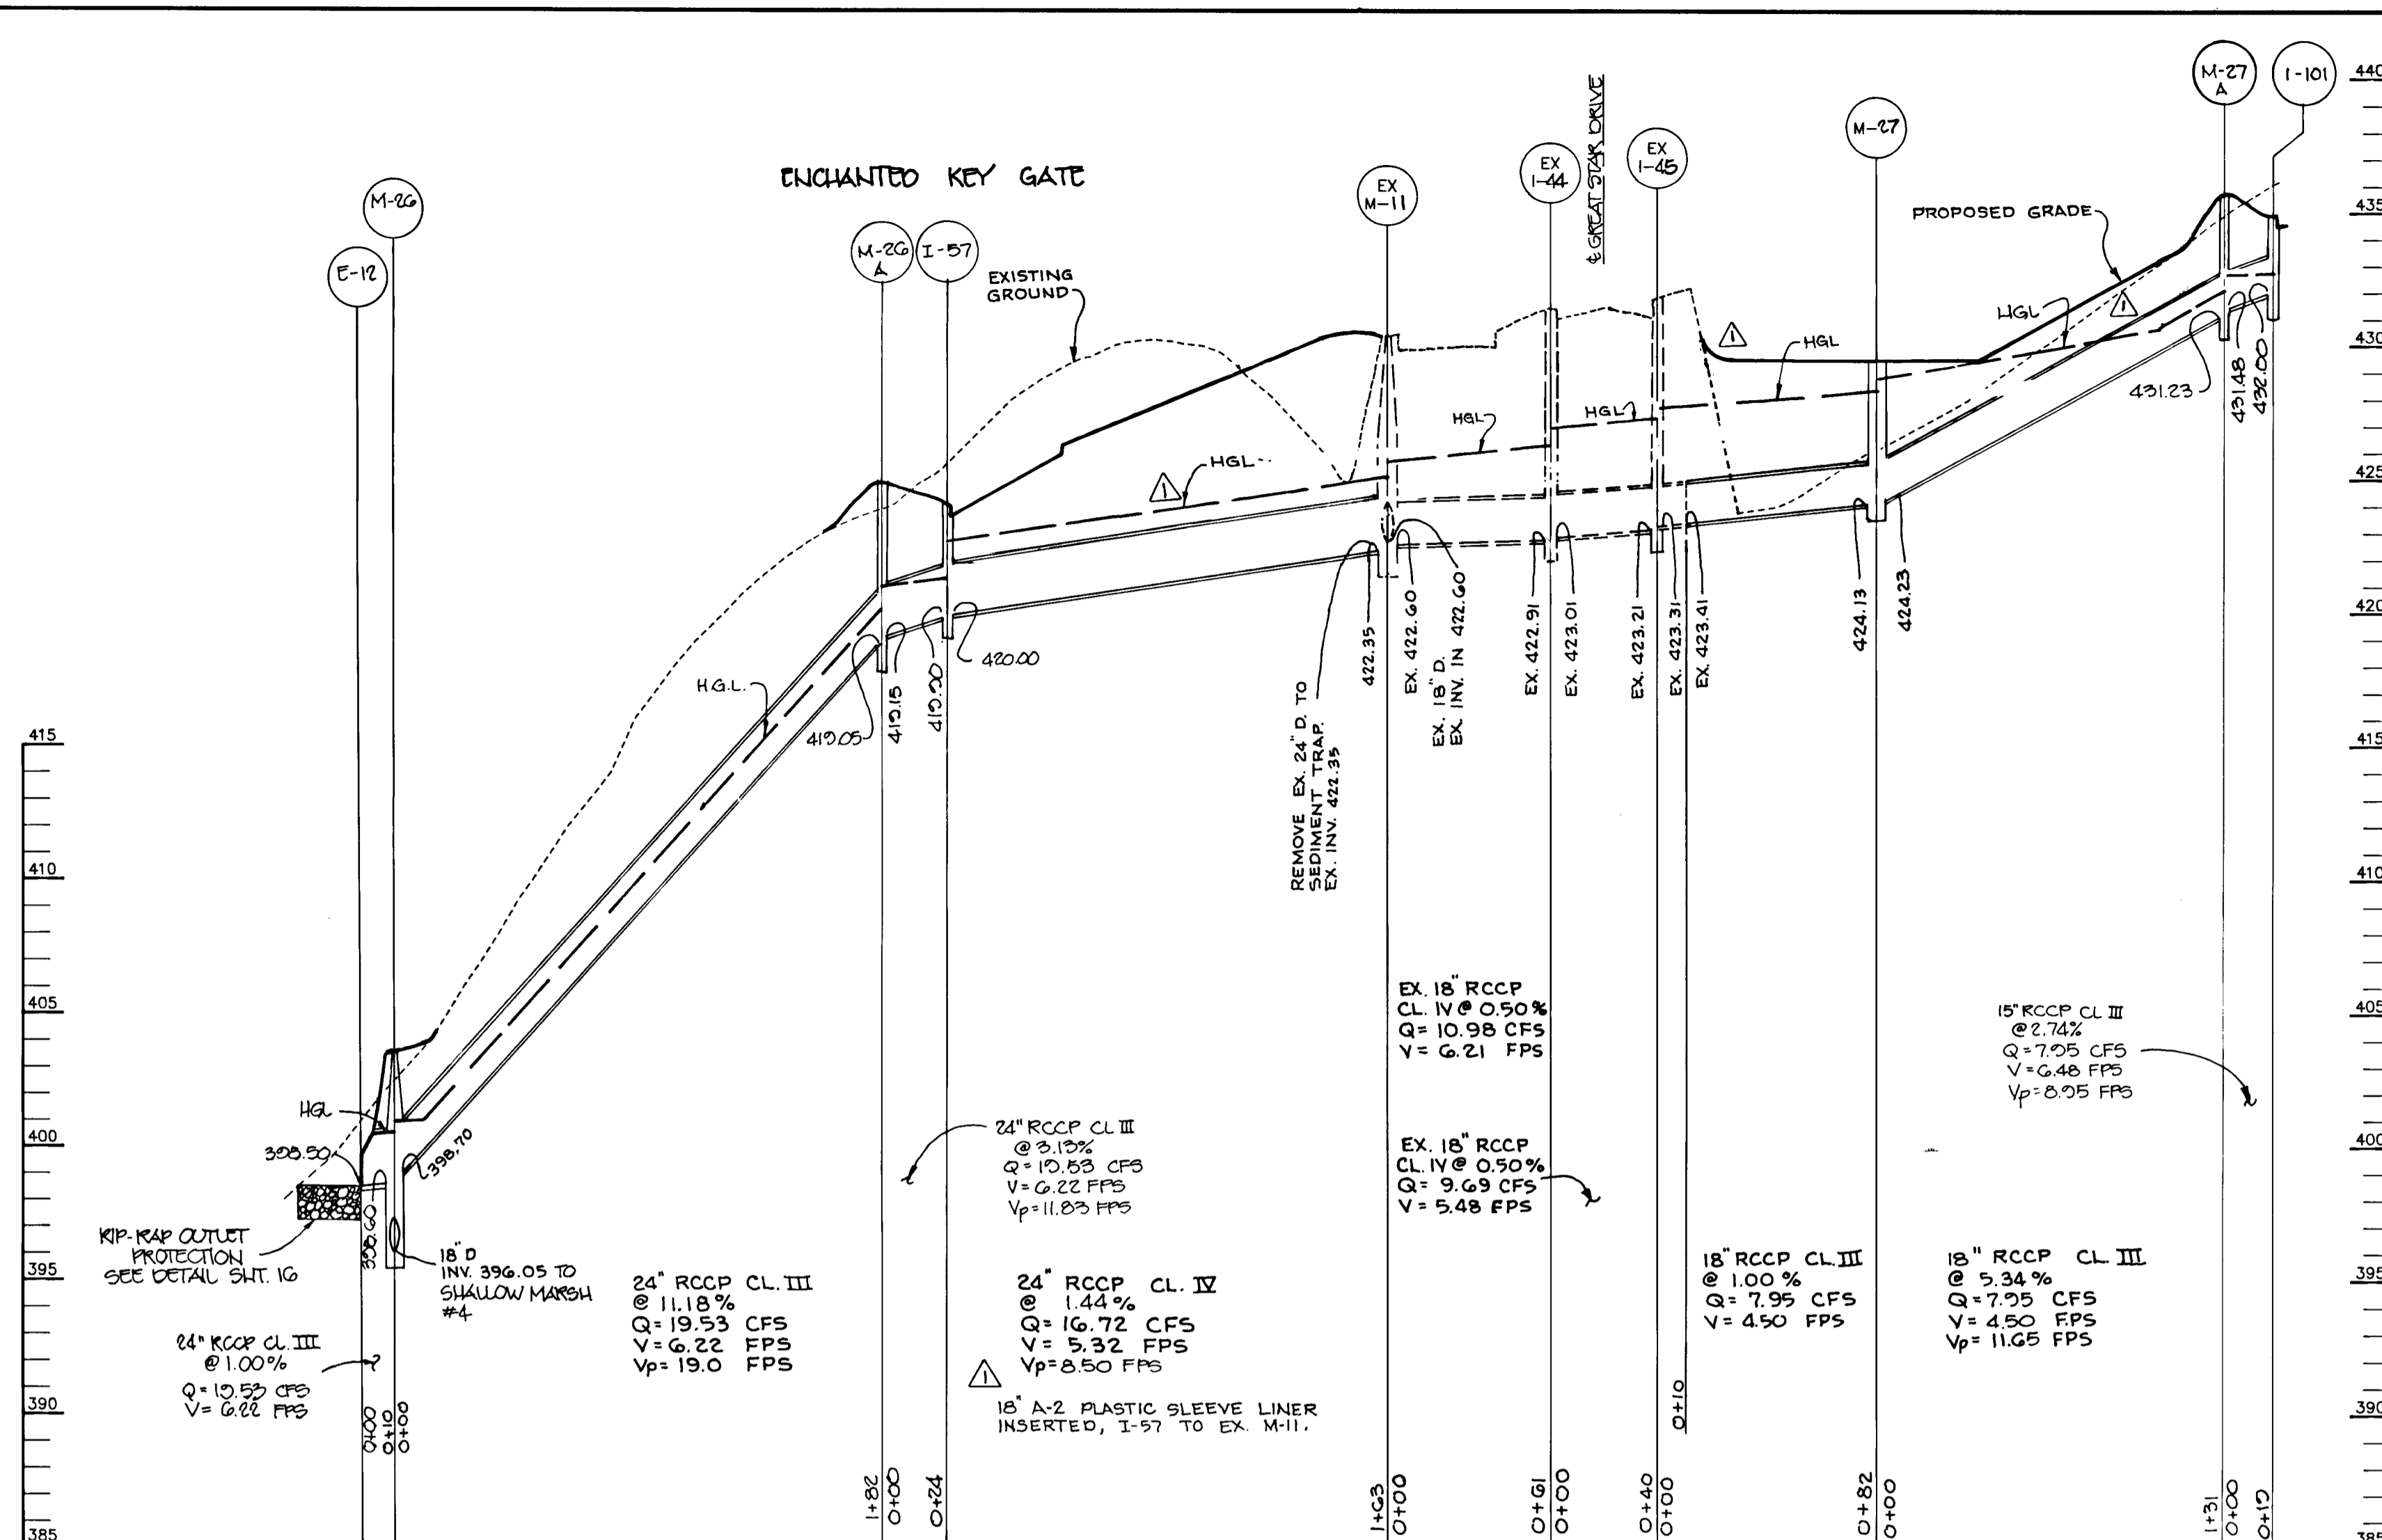 ENCHANTED KEY GATE
E-12
M-26
M-26
A
I-57
EX
M-11
EX
I-44
₵ GREAT STAR DRIVE
EX
I-45
M-27
M-27
A
I-101
EXISTING
GROUND
PROPOSED GRADE
HGL
HGL
HGL
HGL
HGL
HGL
H.G.L.
HGL
1
1
1
1
440
435
430
425
420
415
410
405
400
395
390
385
415
410
405
400
395
390
385
398.50
398.60
398.70
419.05
419.15
419.90
420.00
422.35
EX. 422.60
EX. 18" D.
EX. INV. IN 422.60
REMOVE EX. 24" D. TO
SEDIMENT TRAP.
EX. INV. 422.35
EX. 422.91
EX. 423.01
EX. 423.21
EX. 423.31
EX. 423.41
424.13
424.23
431.23
431.48
432.00
RIP-RAP OUTLET
PROTECTION
SEE DETAIL SHT. 16
18" D
INV. 396.05 TO
SHALLOW MARSH
#4
24" RCCP CL. III
@ 1.00%
Q = 19.53 CFS
V = 6.22 FPS
24" RCCP CL. III
@ 11.18%
Q = 19.53 CFS
V = 6.22 FPS
Vp = 19.0 FPS
24" RCCP CL III
@ 3.13%
Q = 19.53 CFS
V = 6.22 FPS
Vp = 11.83 FPS
24" RCCP CL. IV
@ 1.44%
Q = 16.72 CFS
V = 5.32 FPS
Vp = 8.50 FPS
18" A-2 PLASTIC SLEEVE LINER
INSERTED, I-57 TO EX. M-11.
EX. 18" RCCP
CL. IV @ 0.50%
Q = 10.98 CFS
V = 6.21 FPS
EX. 18" RCCP
CL. IV @ 0.50%
Q = 9.69 CFS
V = 5.48 FPS
18" RCCP CL. III
@ 1.00%
Q = 7.95 CFS
V = 4.50 FPS
18" RCCP CL. III
@ 5.34%
Q = 7.95 CFS
V = 4.50 FPS
Vp = 11.65 FPS
15" RCCP CL III
@ 2.74%
Q = 7.95 CFS
V = 6.48 FPS
Vp = 8.95 FPS
0+00
0+10
0+00
1+82
0+00
0+24
1+63
0+00
0+61
0+00
0+40
0+00
0+10
0+82
0+00
1+31
0+00
0+19